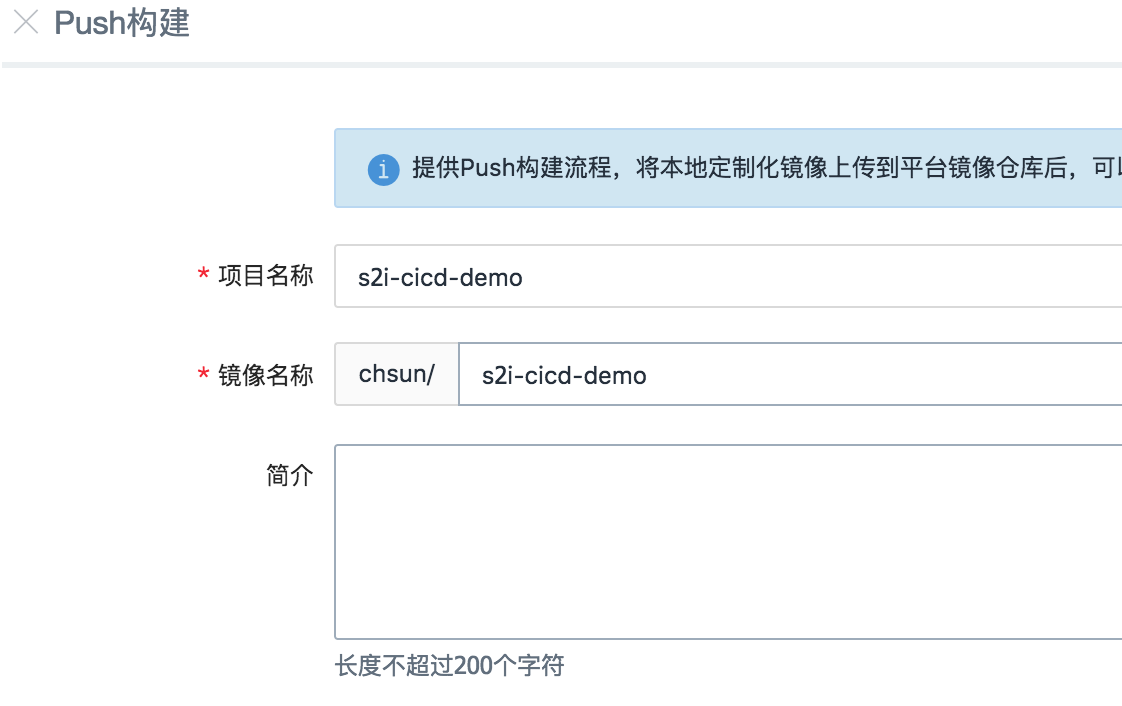 Push构建
提供Push构建流程，将本地定制化镜像上传到平台镜像仓库后，可
* 项目名称 s2i-cicd-demo
* 镜像名称 chsun/ s2i-cicd-demo
简介
长度不超过200个字符